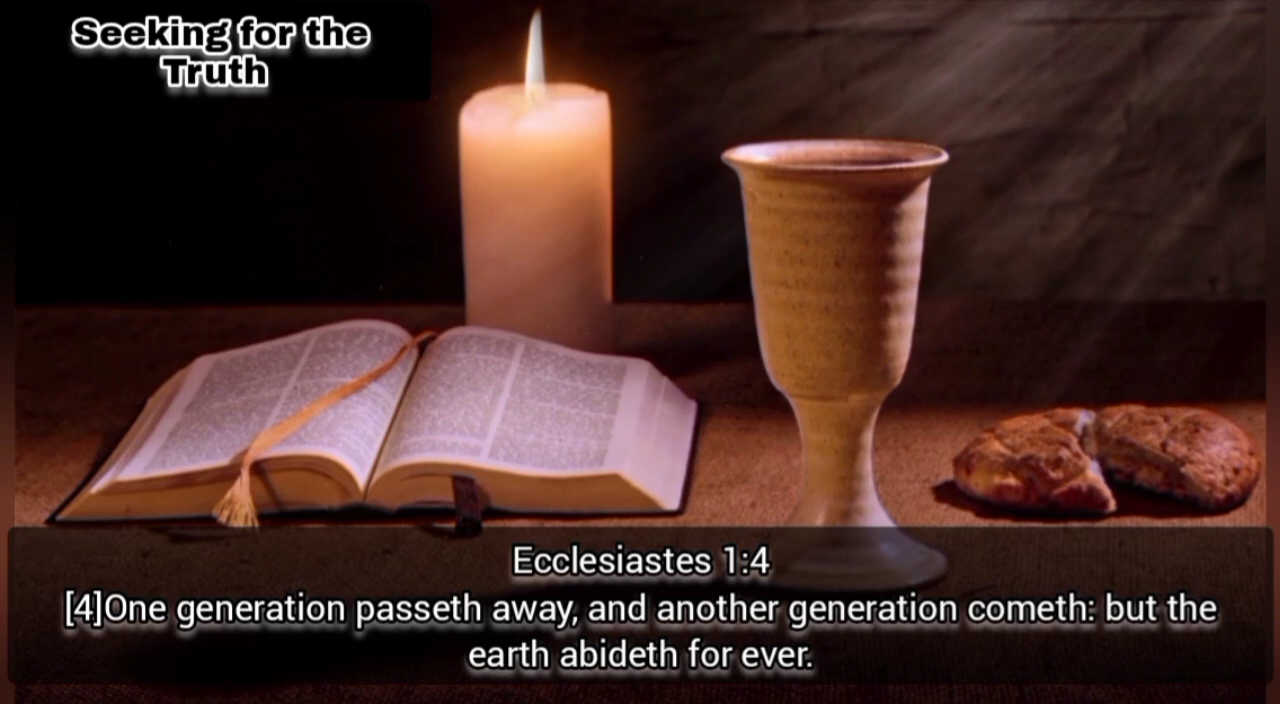 Seeking for the
Truth
Ecclesiastes 1:4
[4]One generation passeth away, and another generation cometh: but the
earth abideth for ever.